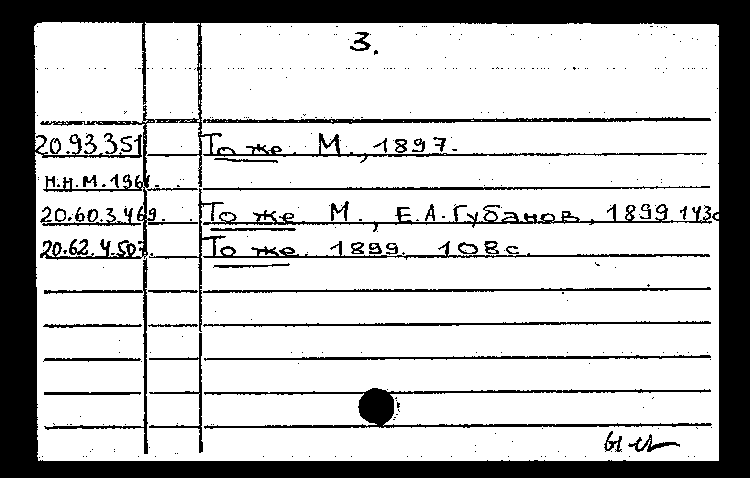 3.
20.93.351 То же. М., 1897.
Н.Н.М. 1961.
20.60.3.469. То же. М., Е.А. Губанов, 1899 143с
20.62.4.507. То же. 1899. 108с.